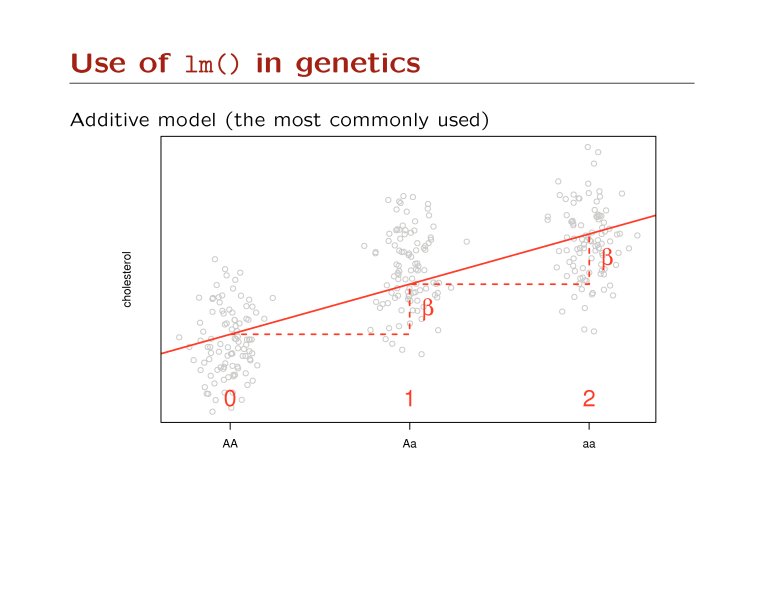 Use of lm() in genetics
Additive model (the most commonly used)
cholesterol
β
β
0 1 2
AA Aa aa